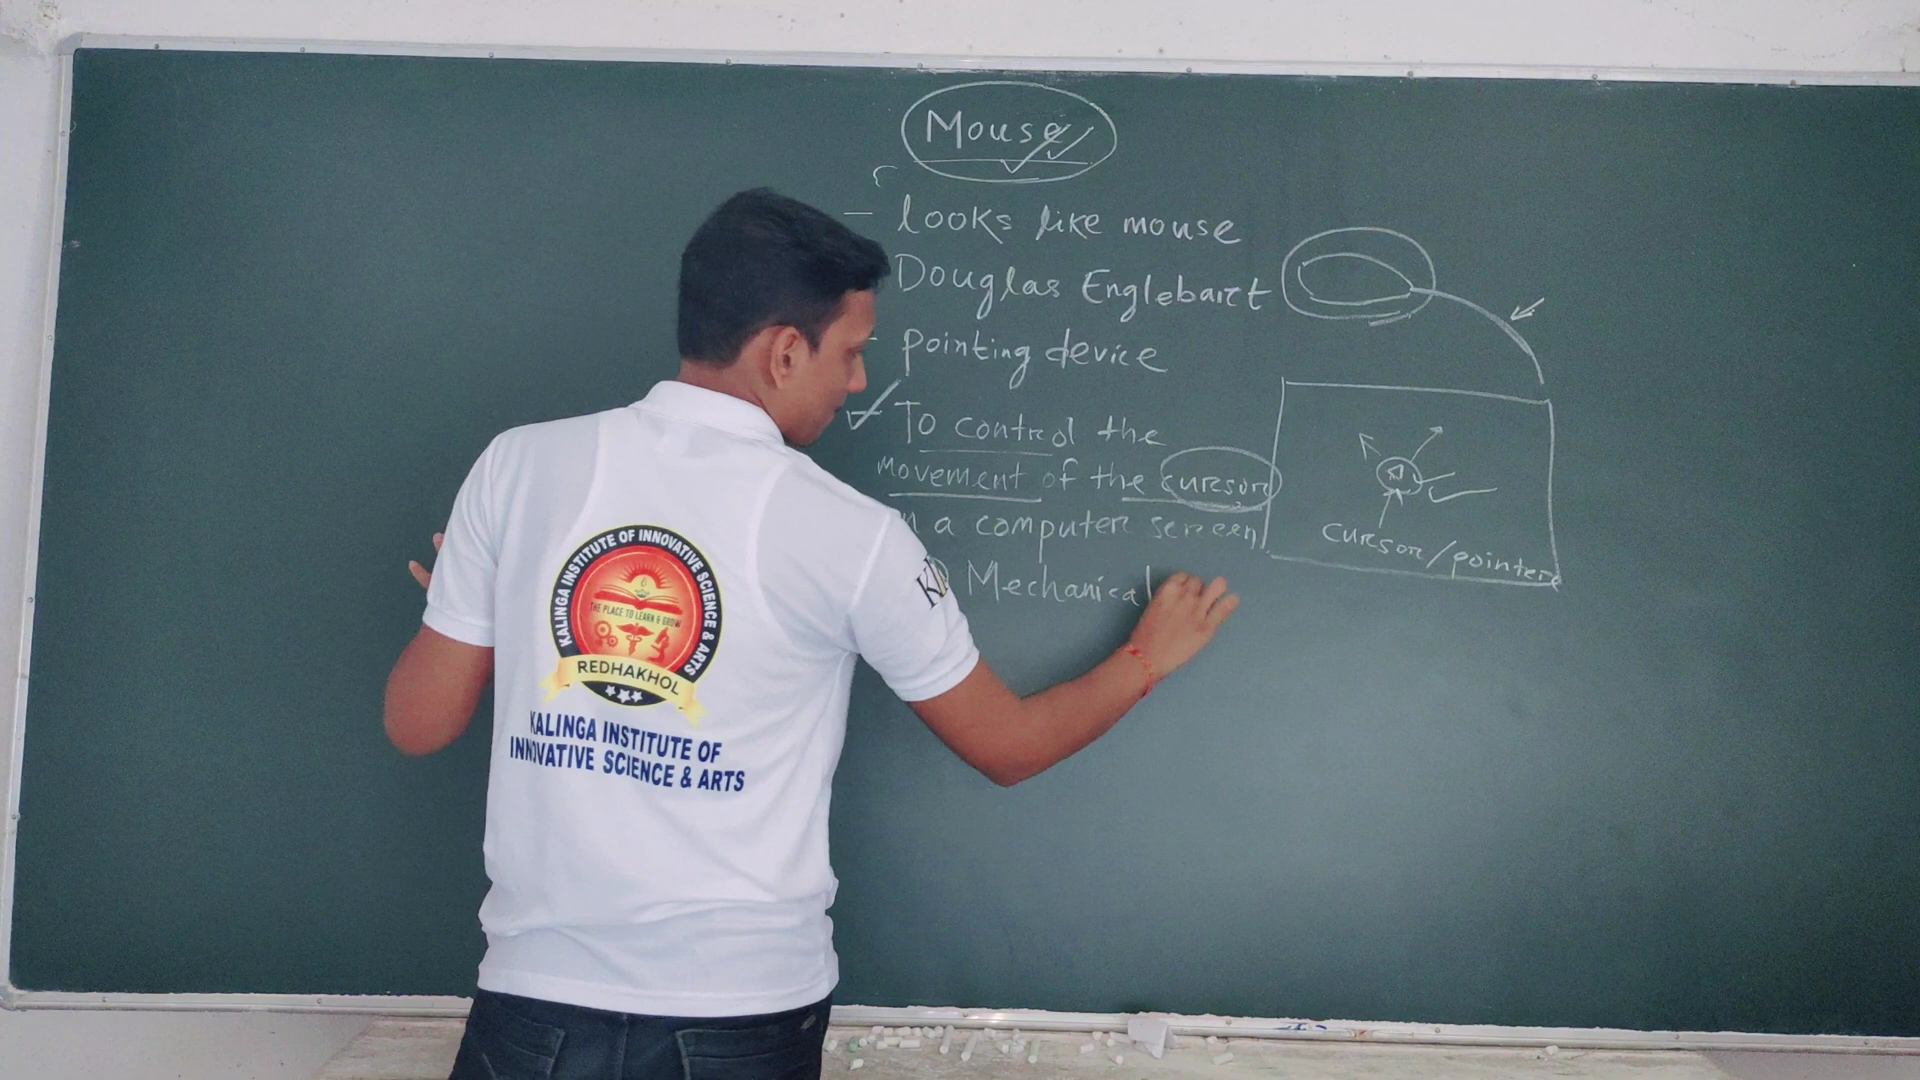 Mouse
- looks like mouse
Douglas Englebart
- pointing device
To control the
movement of the cursor
a computer screen
Mechanical
cursor/pointer
KALINGA INSTITUTE OF INNOVATIVE SCIENCE & ARTS
THE PLACE TO LEARN & GROW
REDHAKHOL
KALINGA INSTITUTE OF
INNOVATIVE SCIENCE & ARTS